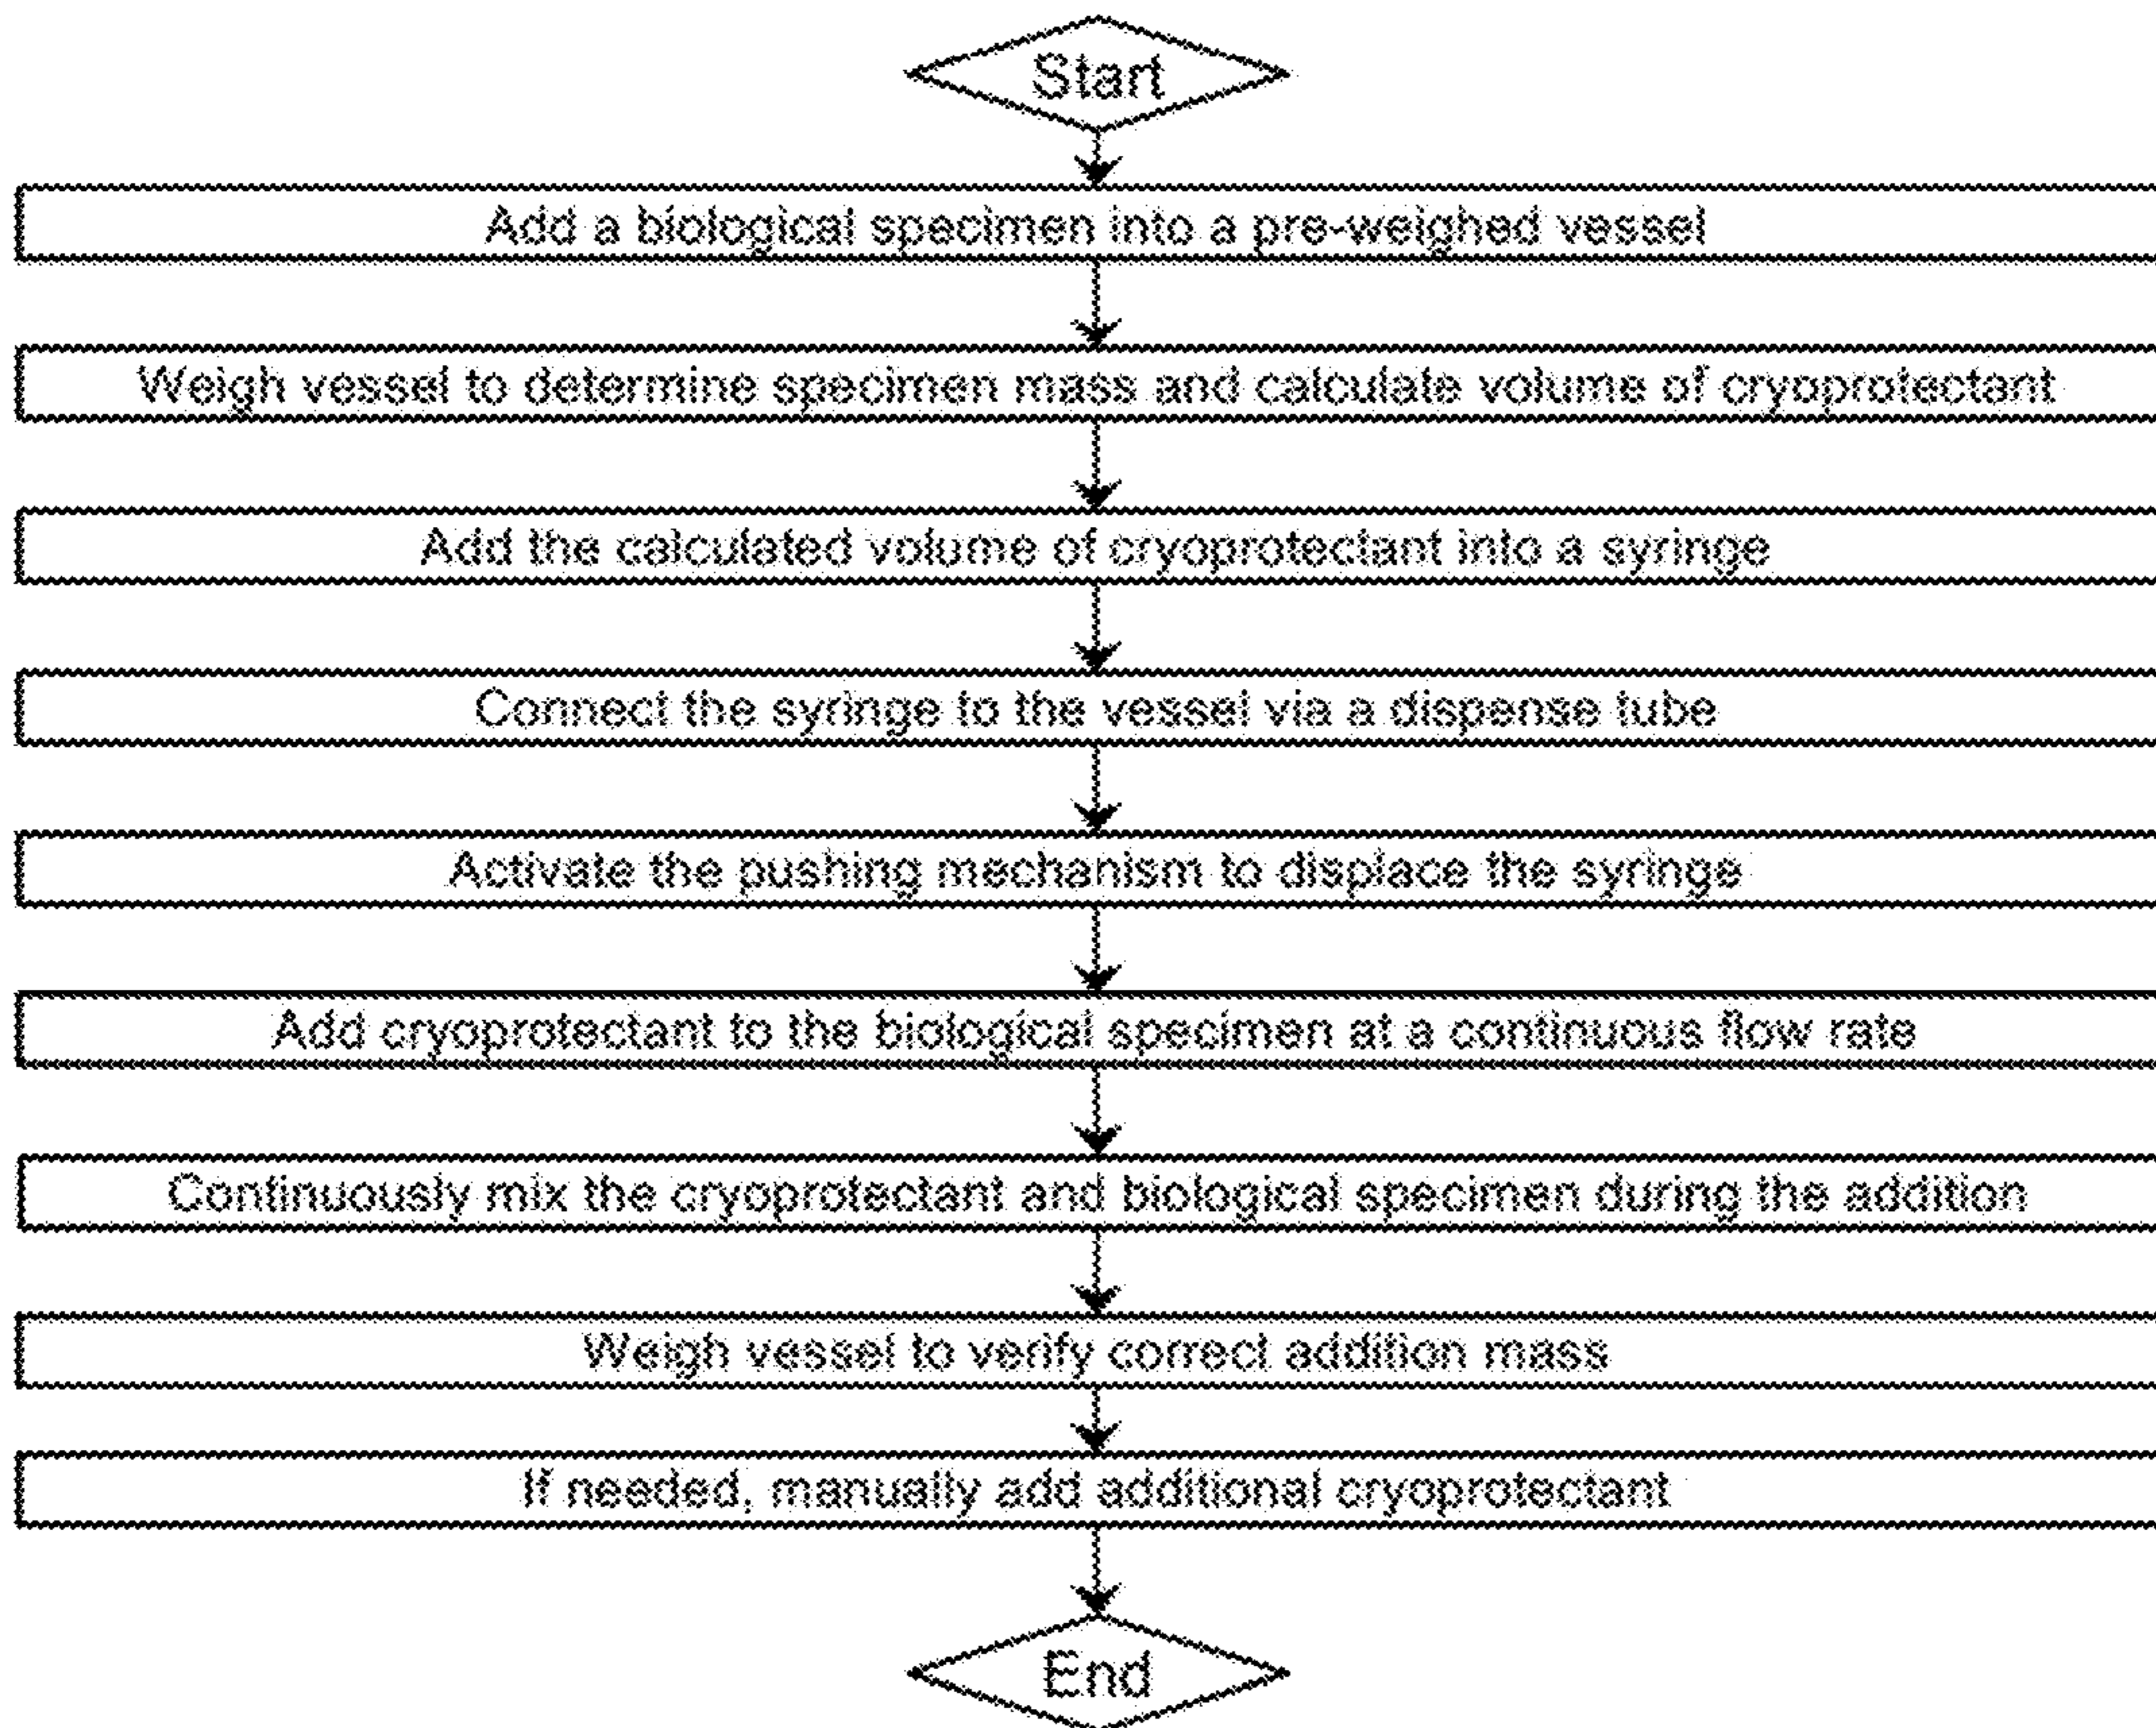 Start
Add a biological specimen into a pre-weighed vessel
Weigh vessel to determine specimen mass and calculate volume of cryoprotectant
Add the calculated volume of cryoprotectant into a syringe
Connect the syringe to the vessel via a dispense tube
Activate the pushing mechanism to displace the syringe
Add cryoprotectant to the biological specimen at a continuous flow rate
Continuously mix the cryoprotectant and biological specimen during the addition
Weigh vessel to verify correct addition mass
If needed, manually add additional cryoprotectant
End